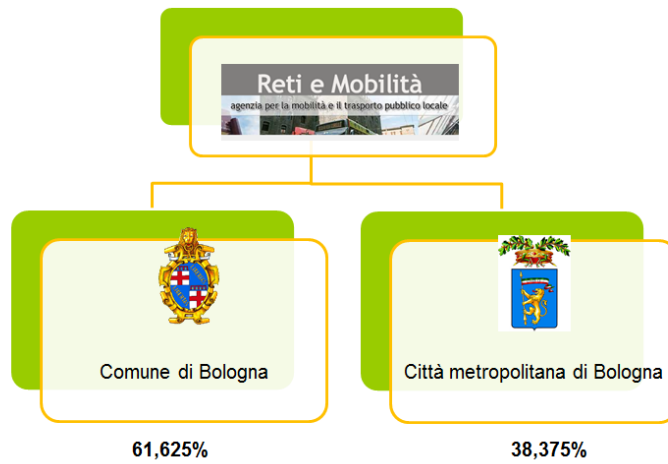 Reti e Mobilità
agenzia per la mobilità e il trasporto pubblico locale
Comune di Bologna
Città metropolitana di Bologna
61,625%
38,375%